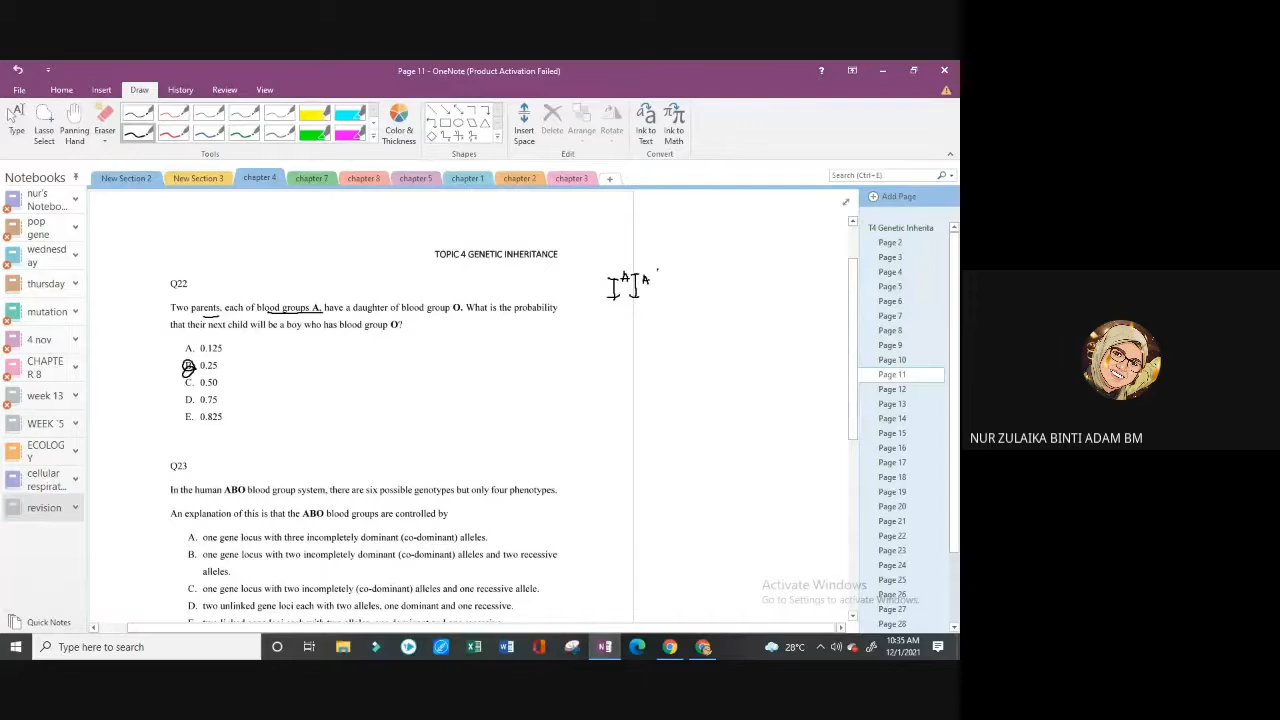 Page 11 - OneNote (Product Activation Failed)
?
File Home Insert Draw History Review View
Type
Lasso Select
Panning Hand
Eraser
Color & Thickness
Insert Space
Delete
Arrange
Rotate
Ink to Text
Ink to Math
Tools
Shapes
Edit
Convert
Notebooks
New Section 2
New Section 3
chapter 4
chapter 7
chapter 8
chapter 5
chapter 1
chapter 2
chapter 3
Search (Ctrl+E)
nur's Notebo...
pop gene
wednesday
thursday
mutation
4 nov
CHAPTER 8
week 13
WEEK `5
ECOLOGY
cellular respirat...
revision
Quick Notes
TOPIC 4 GENETIC INHERITANCE
Q22
Two parents, each of blood groups A, have a daughter of blood group O. What is the probability
that their next child will be a boy who has blood group O?
A. 0.125
B. 0.25
C. 0.50
D. 0.75
E. 0.825
I^A I^A
Q23
In the human ABO blood group system, there are six possible genotypes but only four phenotypes.
An explanation of this is that the ABO blood groups are controlled by
A. one gene locus with three incompletely dominant (co-dominant) alleles.
B. one gene locus with two incompletely dominant (co-dominant) alleles and two recessive
alleles.
C. one gene locus with two incompletely (co-dominant) alleles and one recessive allele.
D. two unlinked gene loci each with two alleles, one dominant and one recessive.
Add Page
T4 Genetic Inherita
Page 2
Page 3
Page 4
Page 5
Page 6
Page 7
Page 8
Page 9
Page 10
Page 11
Page 12
Page 13
Page 14
Page 15
Page 16
Page 17
Page 18
Page 19
Page 20
Page 21
Page 22
Page 23
Page 24
Page 25
Page 26
Page 27
Page 28
Activate Windows
Go to Settings to activate Windows.
Type here to search
28°C
10:35 AM
12/1/2021
NUR ZULAIKA BINTI ADAM BM